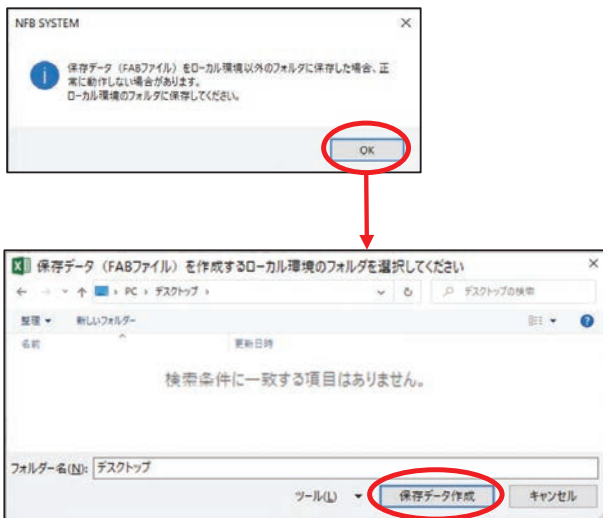 NFB SYSTEM
保存データ（FABファイル）をローカル環境以外のフォルダに保存した場合、正
常に動作しない場合があります。
ローカル環境のフォルダに保存してください。
OK
保存データ（FABファイル）を作成するローカル環境のフォルダを選択してください
PC › デスクトップ ›
デスクトップの検索
整理 新しいフォルダー
名前 更新日時
検索条件に一致する項目はありません。
フォルダー名(N): デスクトップ
ツール(L) 保存データ作成 キャンセル